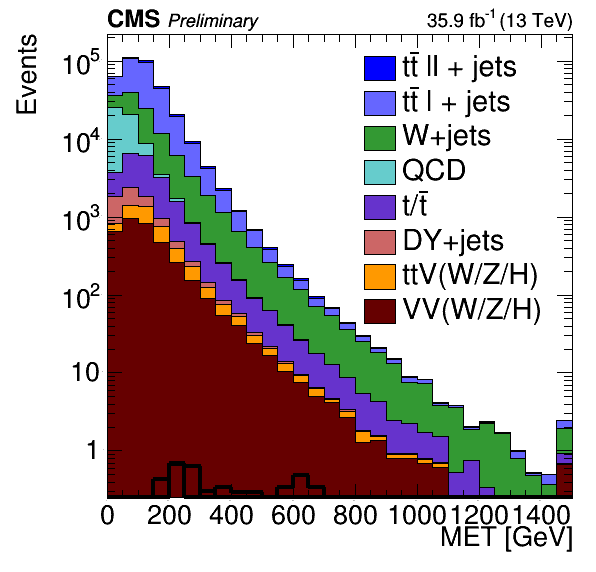 CMS Preliminary 35.9 fb⁻¹ (13 TeV)
Events
10⁵
10⁴
10³
10²
10
1
tt̄ ll + jets
tt̄ l + jets
W+jets
QCD
t/t̄
DY+jets
ttV(W/Z/H)
VV(W/Z/H)
0 200 400 600 800 1000 1200 1400
MET [GeV]